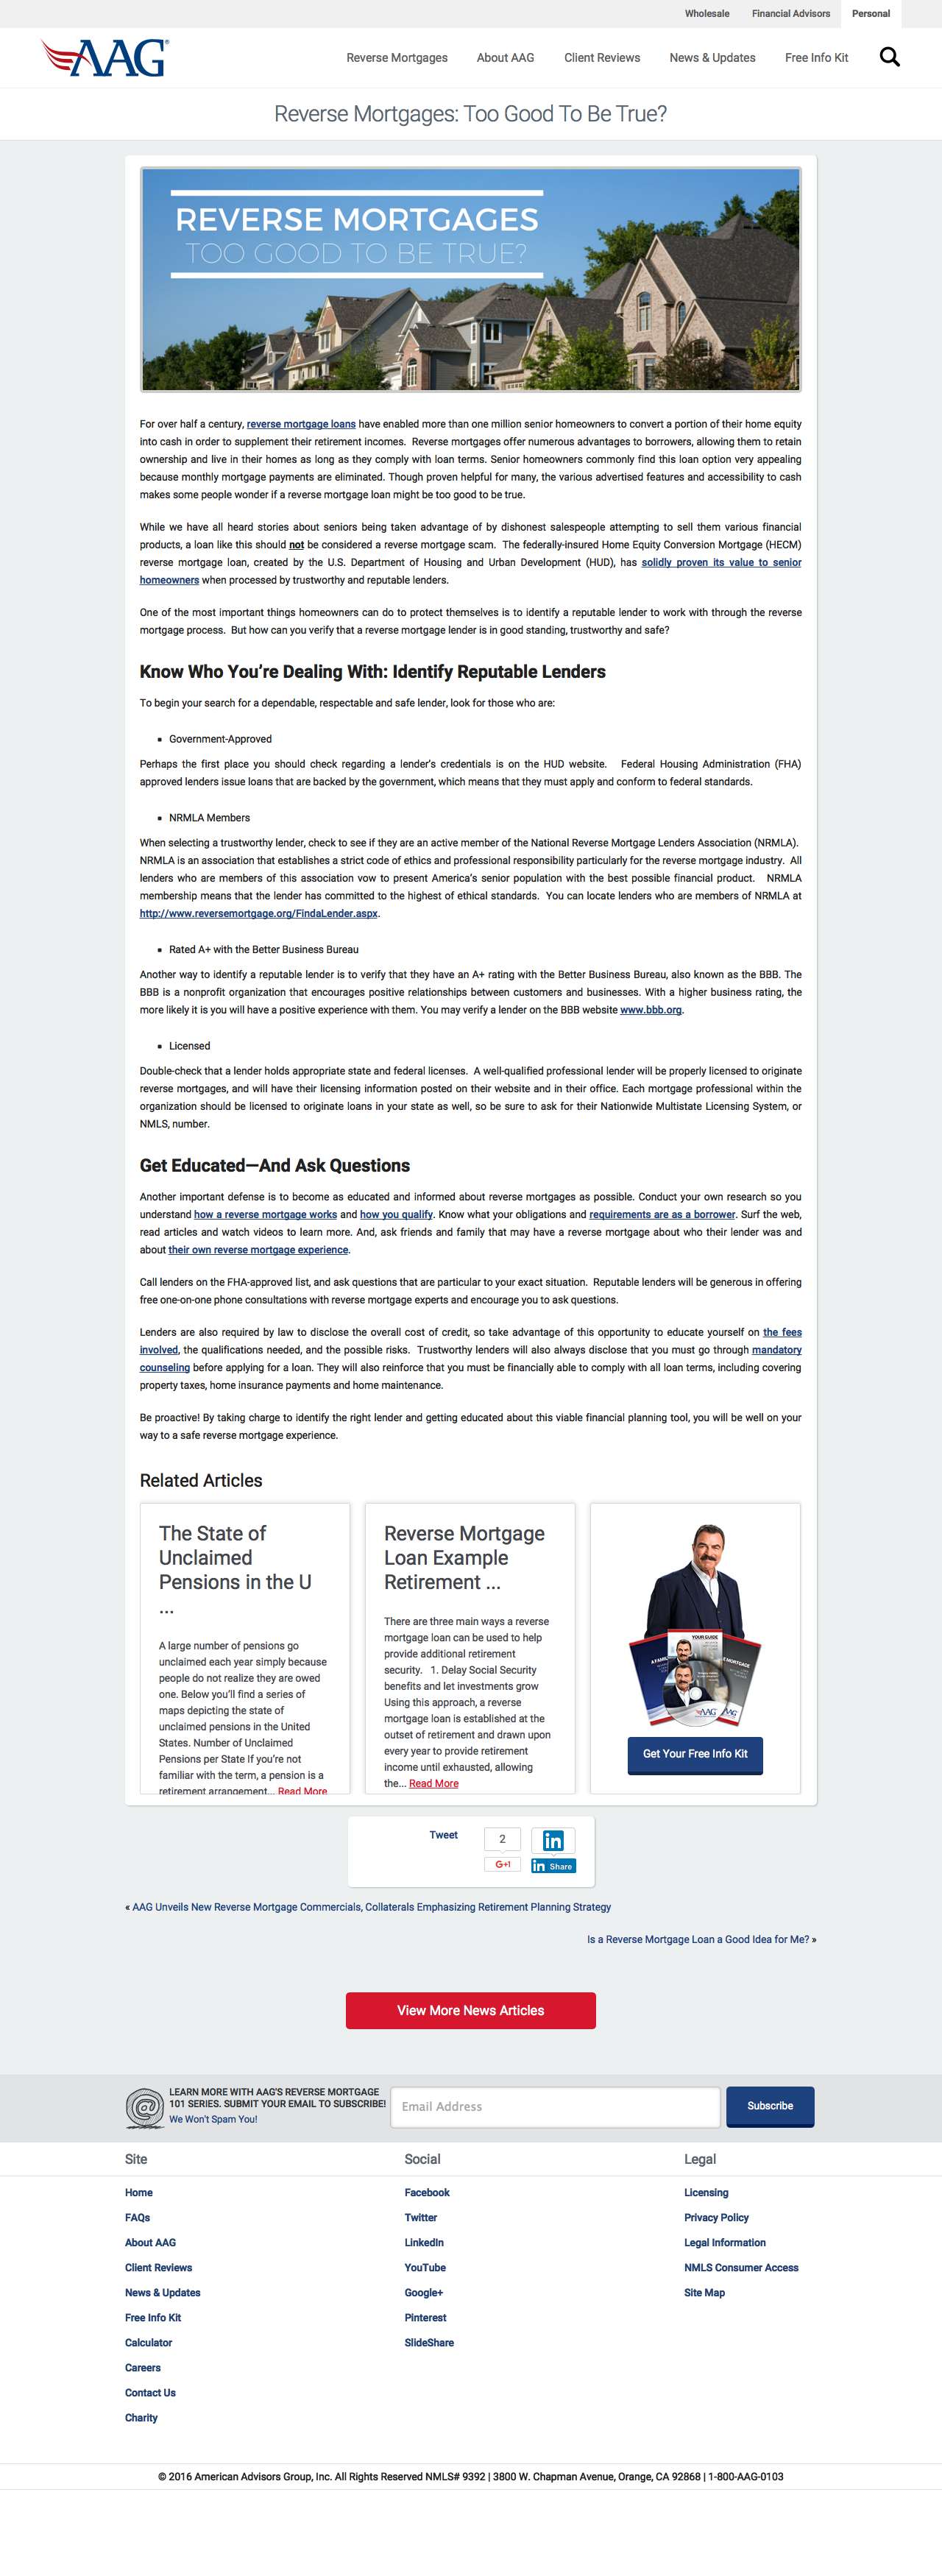 Wholesale Financial Advisors Personal
AAG®
Reverse Mortgages About AAG Client Reviews News & Updates Free Info Kit
Reverse Mortgages: Too Good To Be True?
REVERSE MORTGAGES
TOO GOOD TO BE TRUE?
For over half a century, reverse mortgage loans have enabled more than one million senior homeowners to convert a portion of their home equity
into cash in order to supplement their retirement incomes. Reverse mortgages offer numerous advantages to borrowers, allowing them to retain
ownership and live in their homes as long as they comply with loan terms. Senior homeowners commonly find this loan option very appealing
because monthly mortgage payments are eliminated. Though proven helpful for many, the various advertised features and accessibility to cash
makes some people wonder if a reverse mortgage loan might be too good to be true.
While we have all heard stories about seniors being taken advantage of by dishonest salespeople attempting to sell them various financial
products, a loan like this should not be considered a reverse mortgage scam. The federally-insured Home Equity Conversion Mortgage (HECM)
reverse mortgage loan, created by the U.S. Department of Housing and Urban Development (HUD), has solidly proven its value to senior
homeowners when processed by trustworthy and reputable lenders.
One of the most important things homeowners can do to protect themselves is to identify a reputable lender to work with through the reverse
mortgage process. But how can you verify that a reverse mortgage lender is in good standing, trustworthy and safe?
Know Who You're Dealing With: Identify Reputable Lenders
To begin your search for a dependable, respectable and safe lender, look for those who are:
▪ Government-Approved
Perhaps the first place you should check regarding a lender's credentials is on the HUD website. Federal Housing Administration (FHA)
approved lenders issue loans that are backed by the government, which means that they must apply and conform to federal standards.
▪ NRMLA Members
When selecting a trustworthy lender, check to see if they are an active member of the National Reverse Mortgage Lenders Association (NRMLA).
NRMLA is an association that establishes a strict code of ethics and professional responsibility particularly for the reverse mortgage industry. All
lenders who are members of this association vow to present America's senior population with the best possible financial product. NRMLA
membership means that the lender has committed to the highest of ethical standards. You can locate lenders who are members of NRMLA at
http://www.reversemortgage.org/FindaLender.aspx.
▪ Rated A+ with the Better Business Bureau
Another way to identify a reputable lender is to verify that they have an A+ rating with the Better Business Bureau, also known as the BBB. The
BBB is a nonprofit organization that encourages positive relationships between customers and businesses. With a higher business rating, the
more likely it is you will have a positive experience with them. You may verify a lender on the BBB website www.bbb.org.
▪ Licensed
Double-check that a lender holds appropriate state and federal licenses. A well-qualified professional lender will be properly licensed to originate
reverse mortgages, and will have their licensing information posted on their website and in their office. Each mortgage professional within the
organization should be licensed to originate loans in your state as well, so be sure to ask for their Nationwide Multistate Licensing System, or
NMLS, number.
Get Educated—And Ask Questions
Another important defense is to become as educated and informed about reverse mortgages as possible. Conduct your own research so you
understand how a reverse mortgage works and how you qualify. Know what your obligations and requirements are as a borrower. Surf the web,
read articles and watch videos to learn more. And, ask friends and family that may have a reverse mortgage about who their lender was and
about their own reverse mortgage experience.
Call lenders on the FHA-approved list, and ask questions that are particular to your exact situation. Reputable lenders will be generous in offering
free one-on-one phone consultations with reverse mortgage experts and encourage you to ask questions.
Lenders are also required by law to disclose the overall cost of credit, so take advantage of this opportunity to educate yourself on the fees
involved, the qualifications needed, and the possible risks. Trustworthy lenders will also always disclose that you must go through mandatory
counseling before applying for a loan. They will also reinforce that you must be financially able to comply with all loan terms, including covering
property taxes, home insurance payments and home maintenance.
Be proactive! By taking charge to identify the right lender and getting educated about this viable financial planning tool, you will be well on your
way to a safe reverse mortgage experience.
Related Articles
The State of
Unclaimed
Pensions in the U
...
A large number of pensions go
unclaimed each year simply because
people do not realize they are owed
one. Below you'll find a series of
maps depicting the state of
unclaimed pensions in the United
States. Number of Unclaimed
Pensions per State If you're not
familiar with the term, a pension is a
retirement arrangement... Read More
Reverse Mortgage
Loan Example
Retirement ...
There are three main ways a reverse
mortgage loan can be used to help
provide additional retirement
security. 1. Delay Social Security
benefits and let investments grow
Using this approach, a reverse
mortgage loan is established at the
outset of retirement and drawn upon
every year to provide retirement
income until exhausted, allowing
the... Read More
YOUR GUIDE
AAG AAG
Get Your Free Info Kit
Tweet
2
G+1
in
in Share
« AAG Unveils New Reverse Mortgage Commercials, Collaterals Emphasizing Retirement Planning Strategy
Is a Reverse Mortgage Loan a Good Idea for Me? »
View More News Articles
@
LEARN MORE WITH AAG'S REVERSE MORTGAGE
101 SERIES. SUBMIT YOUR EMAIL TO SUBSCRIBE!
We Won't Spam You!
Email Address
Subscribe
Site
Home
FAQs
About AAG
Client Reviews
News & Updates
Free Info Kit
Calculator
Careers
Contact Us
Charity
Social
Facebook
Twitter
LinkedIn
YouTube
Google+
Pinterest
SlideShare
Legal
Licensing
Privacy Policy
Legal Information
NMLS Consumer Access
Site Map
© 2016 American Advisors Group, Inc. All Rights Reserved NMLS# 9392 | 3800 W. Chapman Avenue, Orange, CA 92868 | 1-800-AAG-0103